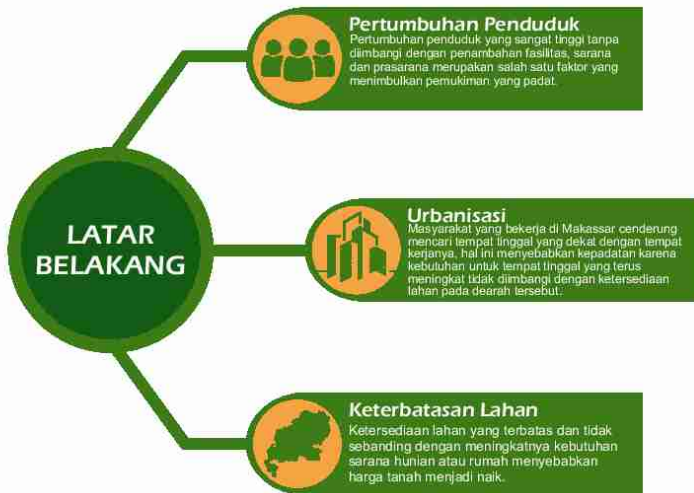 LATAR
BELAKANG
Pertumbuhan Penduduk
Pertumbuhan penduduk yang sangat tinggi tanpa
diimbangi dengan penambahan fasilitas, sarana
dan prasarana merupakan salah satu faktor yang
menimbulkan pemukiman yang padat.
Urbanisasi
Masyarakat yang bekerja di Makassar cenderung
mencari tempat tinggal yang dekat dengan tempat
kerjanya, hal ini menyebabkan kepadatan karena
kebutuhan untuk tempat tinggal yang terus
meningkat tidak diimbangi dengan ketersediaan
lahan pada dearah tersebut.
Keterbatasan Lahan
Ketersediaan lahan yang terbatas dan tidak
sebanding dengan meningkatnya kebutuhan
sarana hunian atau rumah menyebabkan
harga tanah menjadi naik.